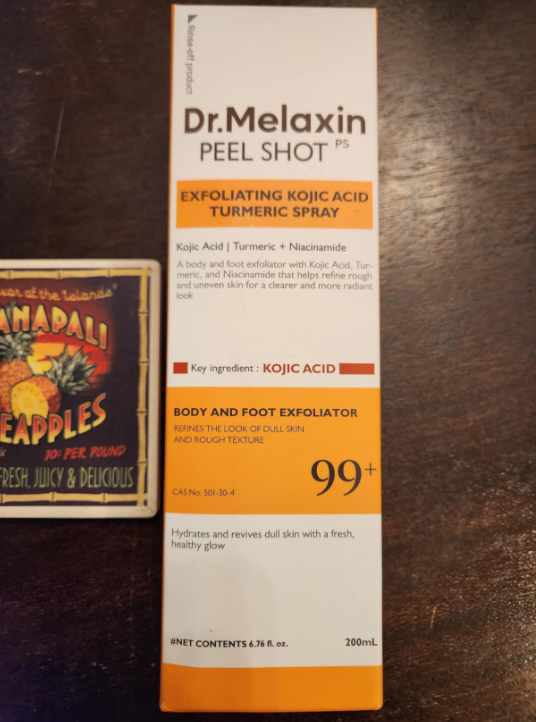 Rinse-off product
Dr.Melaxin
PEEL SHOT PS
EXFOLIATING KOJIC ACID
TURMERIC SPRAY
Kojic Acid | Turmeric + Niacinamide
A body and foot exfoliator with Kojic Acid, Tur-
meric, and Niacinamide that helps refine rough
and uneven skin for a clearer and more radiant
look
Key ingredient : KOJIC ACID
BODY AND FOOT EXFOLIATOR
REFINES THE LOOK OF DULL SKIN
AND ROUGH TEXTURE
99+
CAS No. 501-30-4
Hydrates and revives dull skin with a fresh,
healthy glow
#NET CONTENTS 6.76 fl. oz. 200mL
of the Islands"
ANAPALI
EAPPLES
10¢ PER POUND
FRESH, JUICY & DELICIOUS